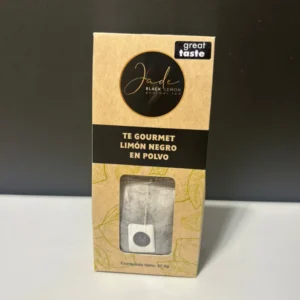 great
taste
Jade
BLACK LEMON
TE GOURMET
LIMÓN NEGRO
EN POLVO